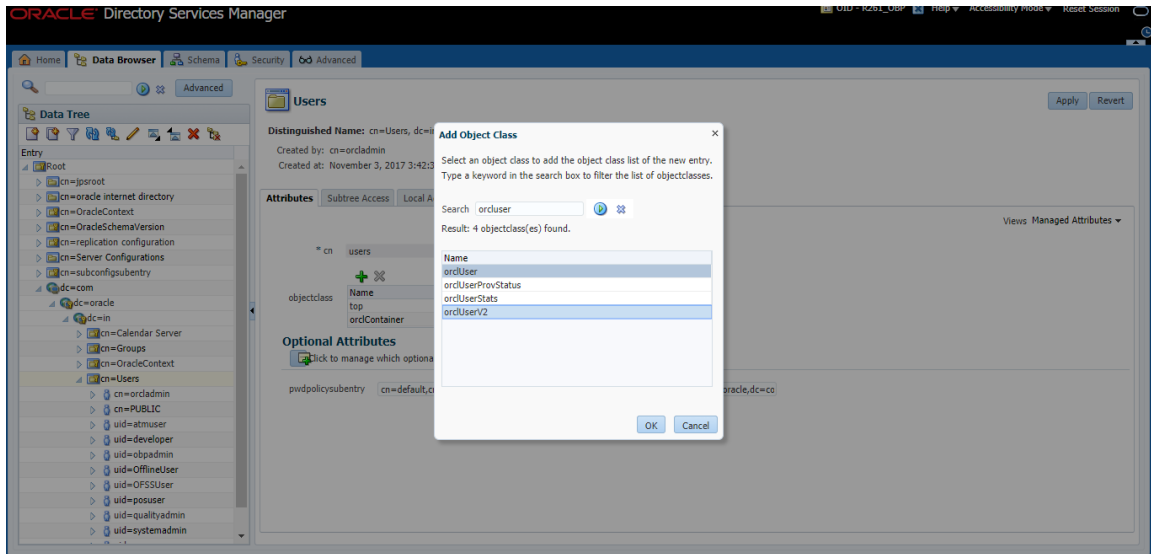 ORACLE Directory Services Manager
OID - R261_OBP Help Accessibility Mode Reset Session
Home Data Browser Schema Security Advanced
Advanced
Data Tree
Entry
Root
cn=jpsroot
cn=oracle internet directory
cn=OracleContext
cn=OracleSchemaVersion
cn=replication configuration
cn=Server Configurations
cn=subconfigsubentry
dc=com
dc=oracle
dc=in
cn=Calendar Server
cn=Groups
cn=OracleContext
cn=Users
cn=orcladmin
cn=PUBLIC
uid=atmuser
uid=developer
uid=obpadmin
uid=OfflineUser
uid=OFSSUser
uid=posuser
uid=qualityadmin
uid=systemadmin
Users
Apply Revert
Distinguished Name: cn=Users, dc=in
Created by: cn=orcladmin
Created at: November 3, 2017 3:42:3
Attributes Subtree Access Local A
Views Managed Attributes
* cn users
objectclass
Name
top
orclContainer
Optional Attributes
Click to manage which optiona
pwdpolicysubentry cn=default,c oracle,dc=co
Add Object Class
Select an object class to add the object class list of the new entry.
Type a keyword in the search box to filter the list of objectclasses.
Search orcluser
Result: 4 objectclass(es) found.
Name
orclUser
orclUserProvStatus
orclUserStats
orclUserV2
OK Cancel